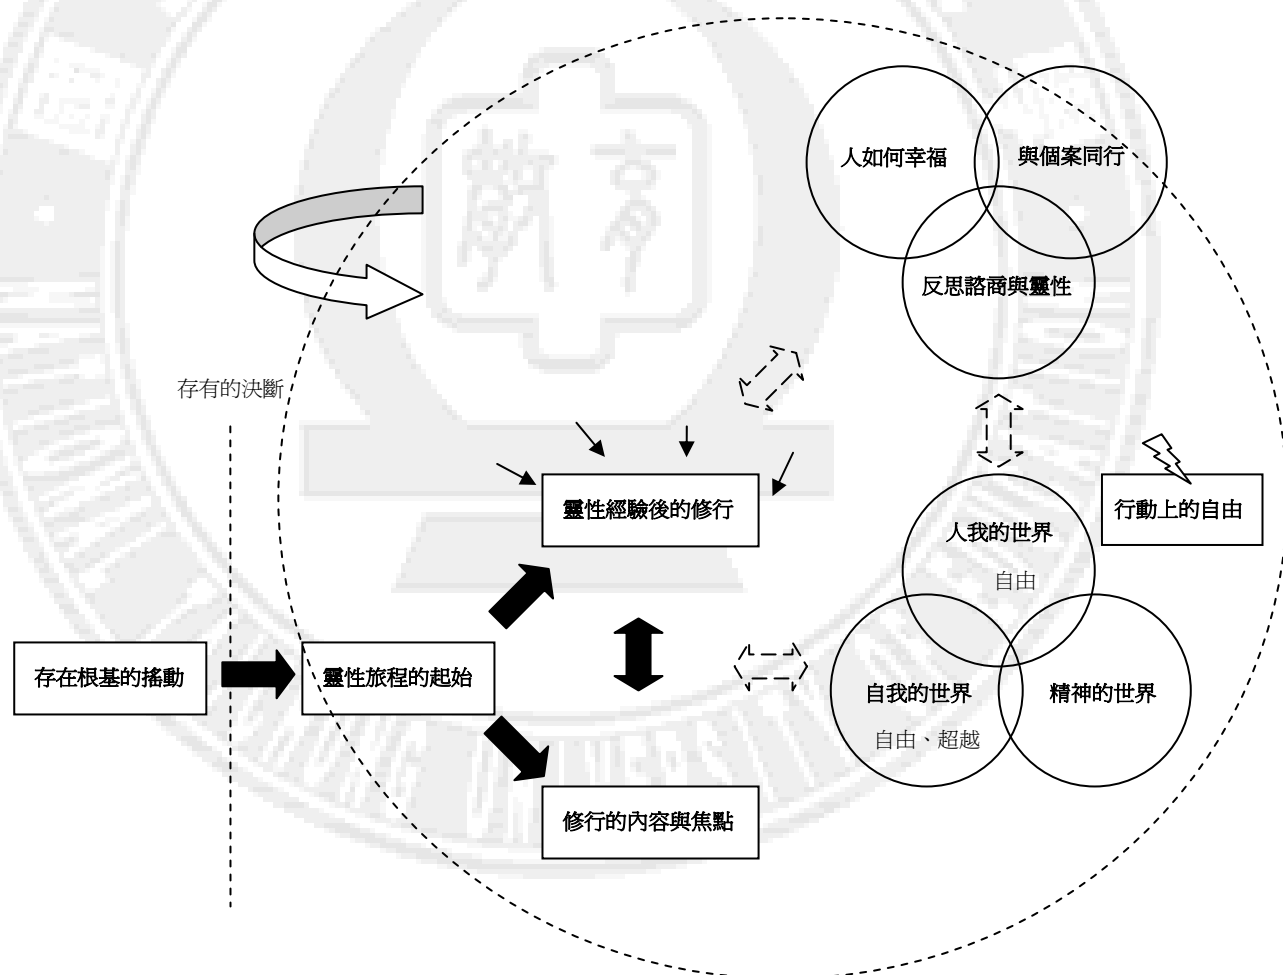 人如何幸福
與個案同行
反思諮商與靈性
存有的決斷
靈性經驗後的修行
行動上的自由
人我的世界
自由
存在根基的搖動
靈性旅程的起始
自我的世界
精神的世界
自由、超越
修行的內容與焦點